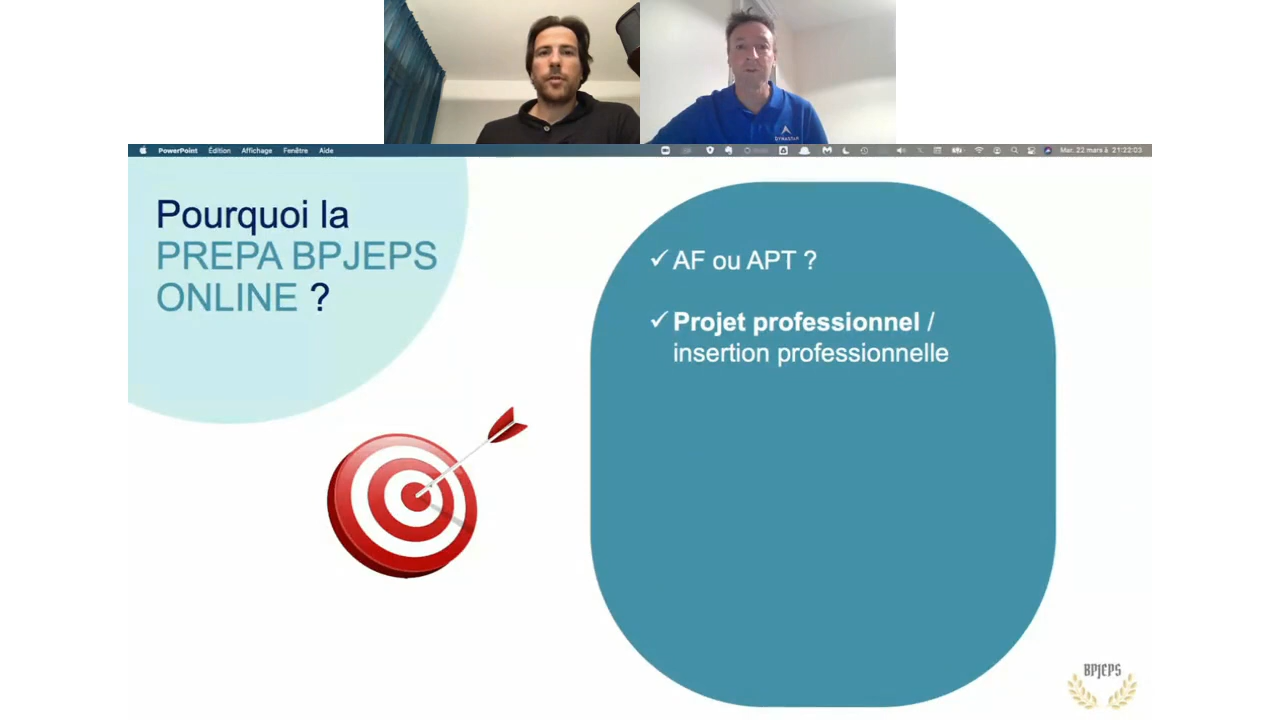 PowerPoint Édition Affichage Fenêtre Aide
Mar. 22 mars à 21:22:03
Pourquoi la
PREPA BPJEPS
ONLINE ?
✓ AF ou APT ?
✓ Projet professionnel /
insertion professionnelle
BPJEPS